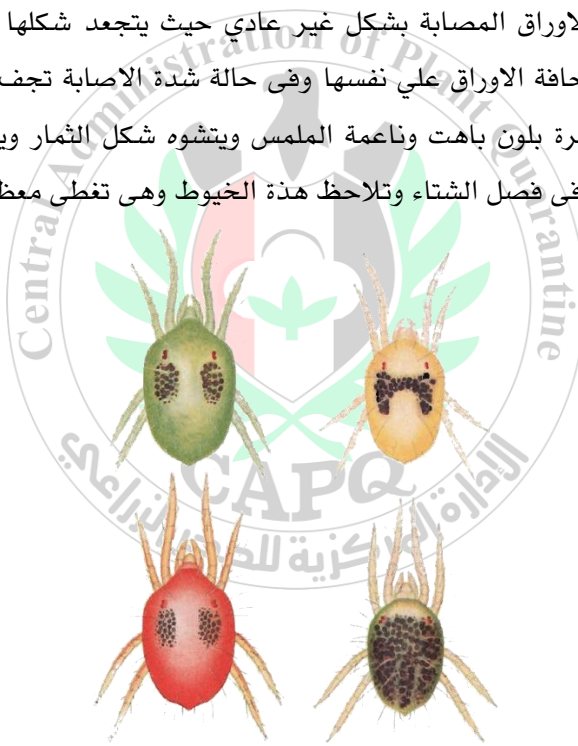 لاوراق المصابة بشكل غير عادي حيث يتجعد شكلها
حافة الاوراق علي نفسها وفى حالة شدة الاصابة تجف
رة بلون باهت وناعمة الملمس ويتشوه شكل الثمار وي
فى فصل الشتاء وتلاحظ هذة الخيوط وهى تغطى معظ
Central Administration of Plant Quarantine
CAPQ
الإدارة المركزية للحجر الزراعي